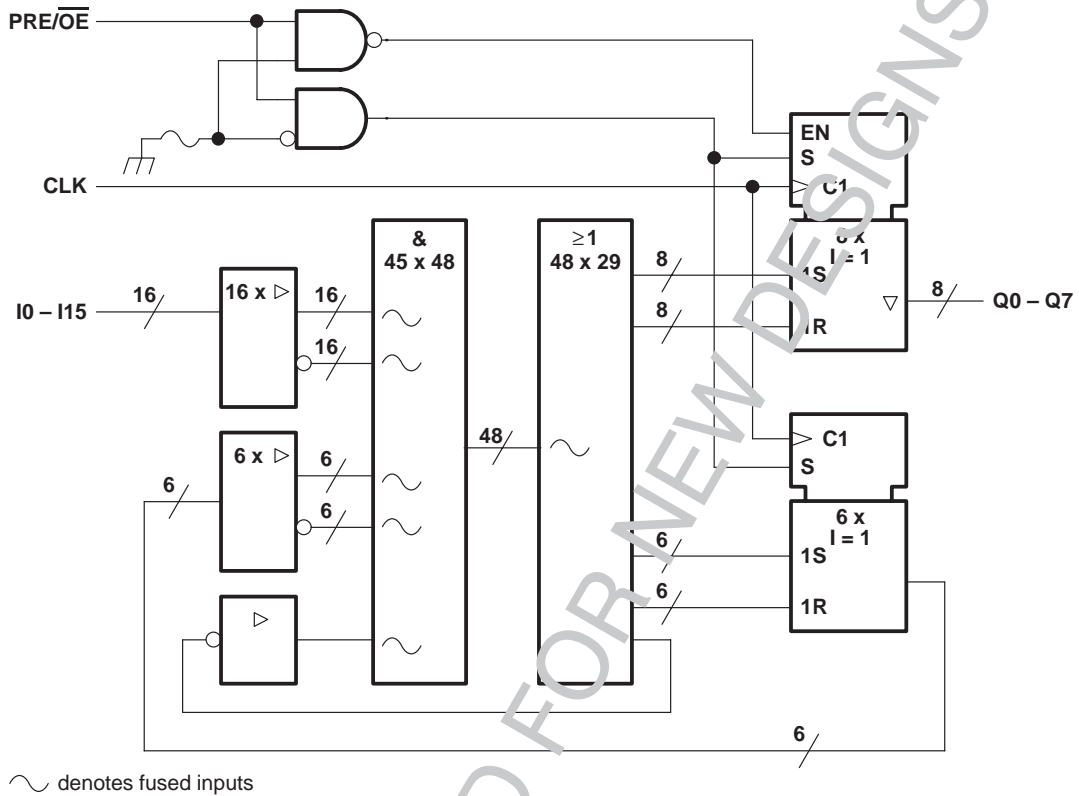 PRE/OE
CLK
EN
S
C1
&
45 x 48
≥1
48 x 29
8
1S
8
1R
I = 1
8
Q0 – Q7
I0 – I15
16
16 x ▷
16
16
6 x ▷
6
6
6
48
C1
S
6 x
I = 1
6
1S
6
1R
6
denotes fused inputs
D FOR NEW DESIGNS